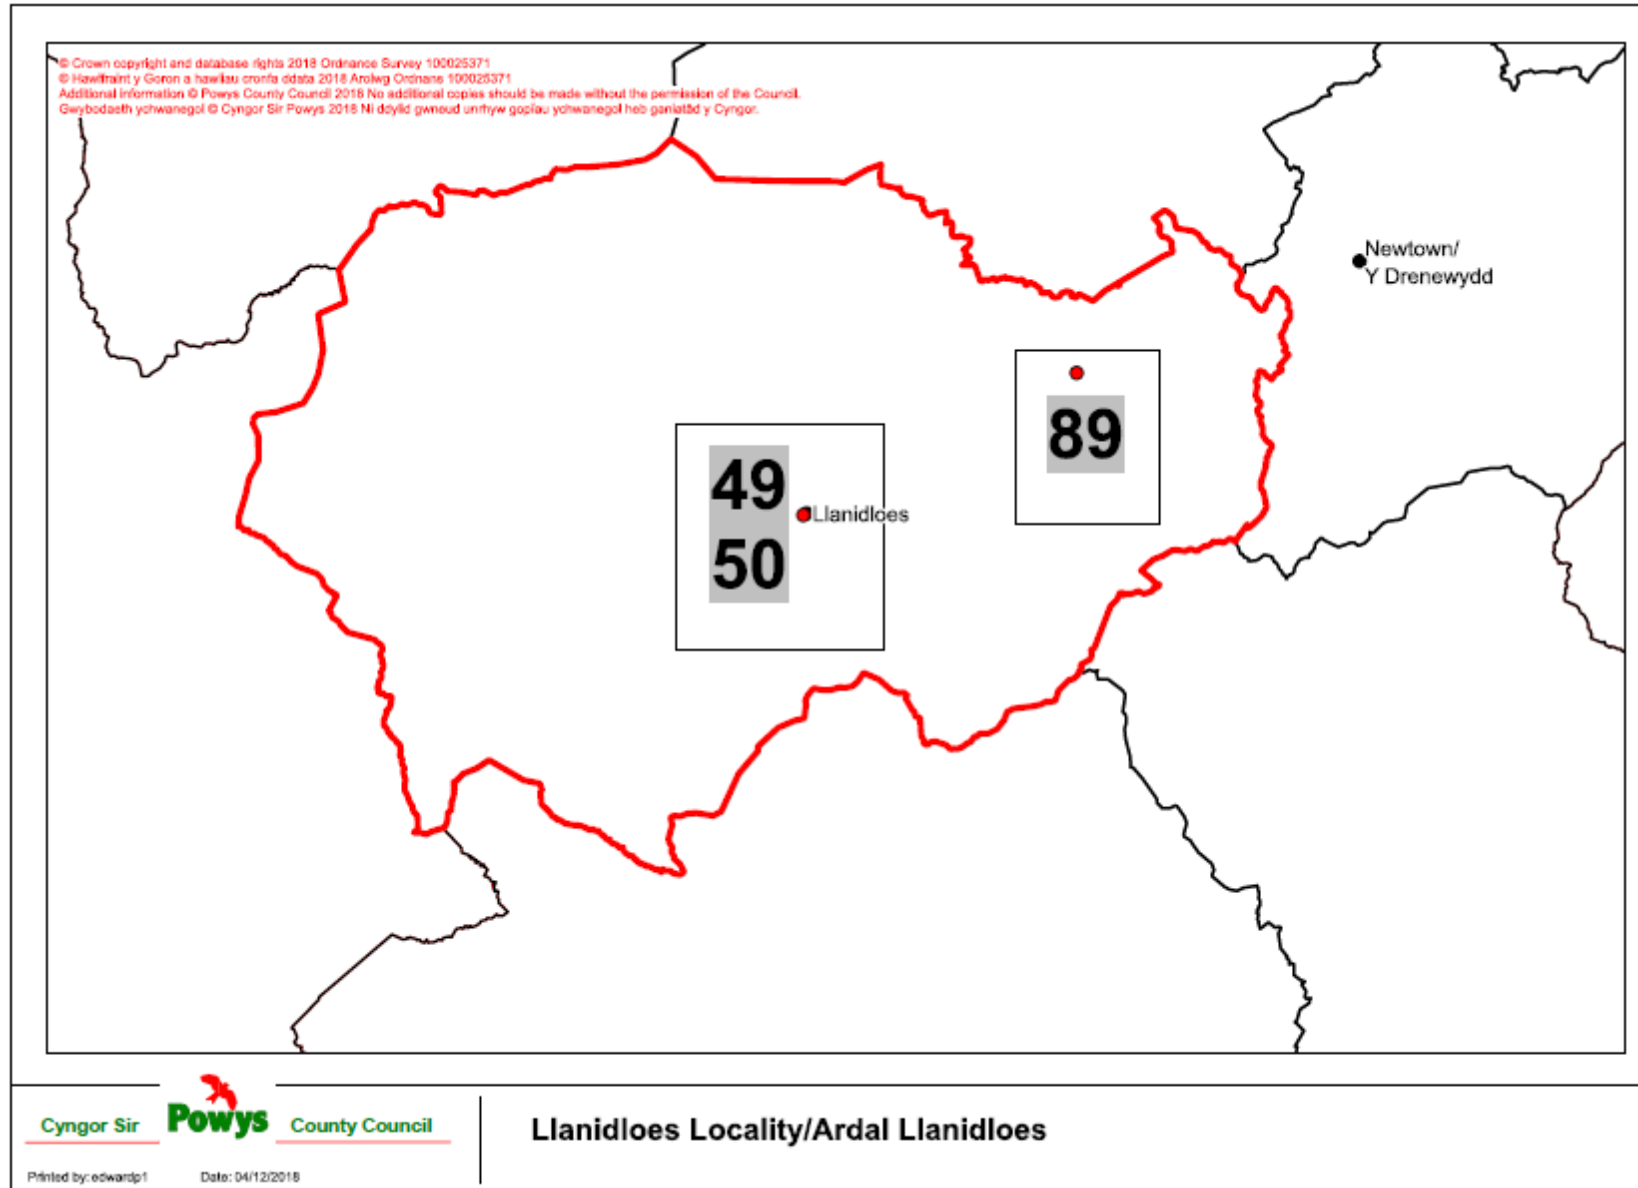 © Crown copyright and database rights 2018 Ordnance Survey 100025371
© Hawlfraint y Goron a hawliau cronfa ddata 2018 Arolwg Ordnans 100025371
Additional Information © Powys County Council 2018 No additional copies should be made without the permission of the Council.
Gwybodaeth ychwanegol © Cyngor Sir Powys 2018 Ni ddylid gwneud unrhyw gopïau ychwanegol heb ganiatâd y Cyngor.
Newtown/
Y Drenewydd
89
49
Llanidloes
50
Cyngor Sir Powys County Council
Llanidloes Locality/Ardal Llanidloes
Printed by: edwardp1 Date: 04/12/2018